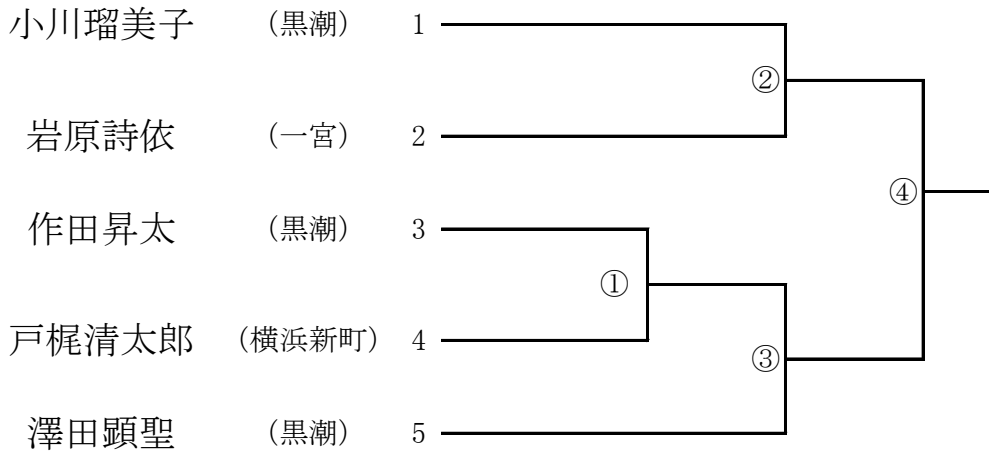 小川瑠美子 (黒潮) 1
②
岩原詩依 (一宮) 2
④
作田昇太 (黒潮) 3
①
戸梶清太郎 (横浜新町) 4
③
澤田顕聖 (黒潮) 5